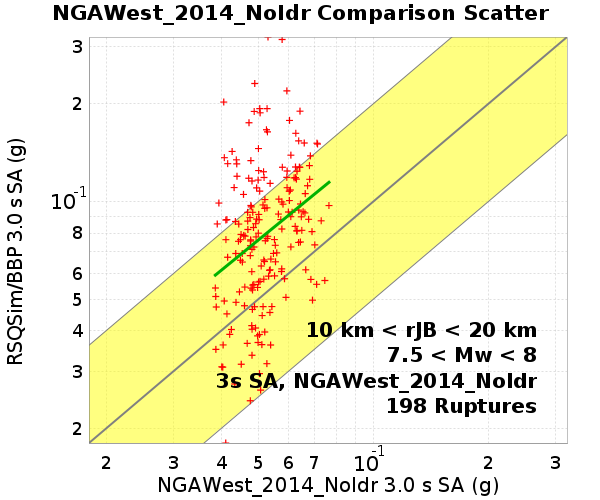 NGAWest_2014_NoIdr Comparison Scatter
RSQSim/BBP 3.0 s SA (g)
3
2
10⁻¹
8
6
5
4
3
2
10 km < rJB < 20 km
7.5 < Mw < 8
3s SA, NGAWest_2014_NoIdr
198 Ruptures
2 3 4 5 6 7 10⁻¹ 2 3
NGAWest_2014_NoIdr 3.0 s SA (g)